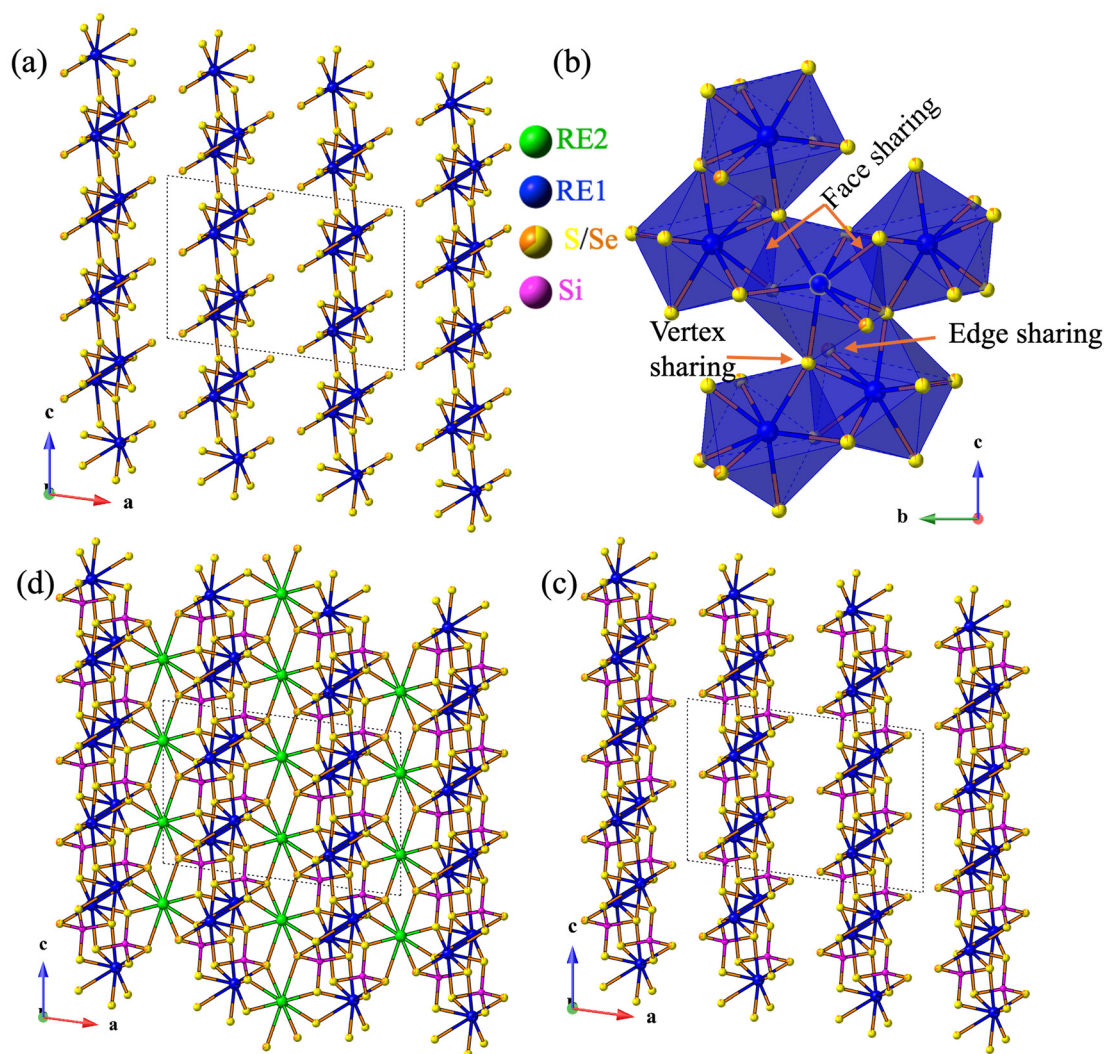 (a)
(b)
RE2
RE1
S/Se
Si
Face sharing
Vertex
sharing
Edge sharing
c
a
c
b
(d)
(c)
c
a
c
a